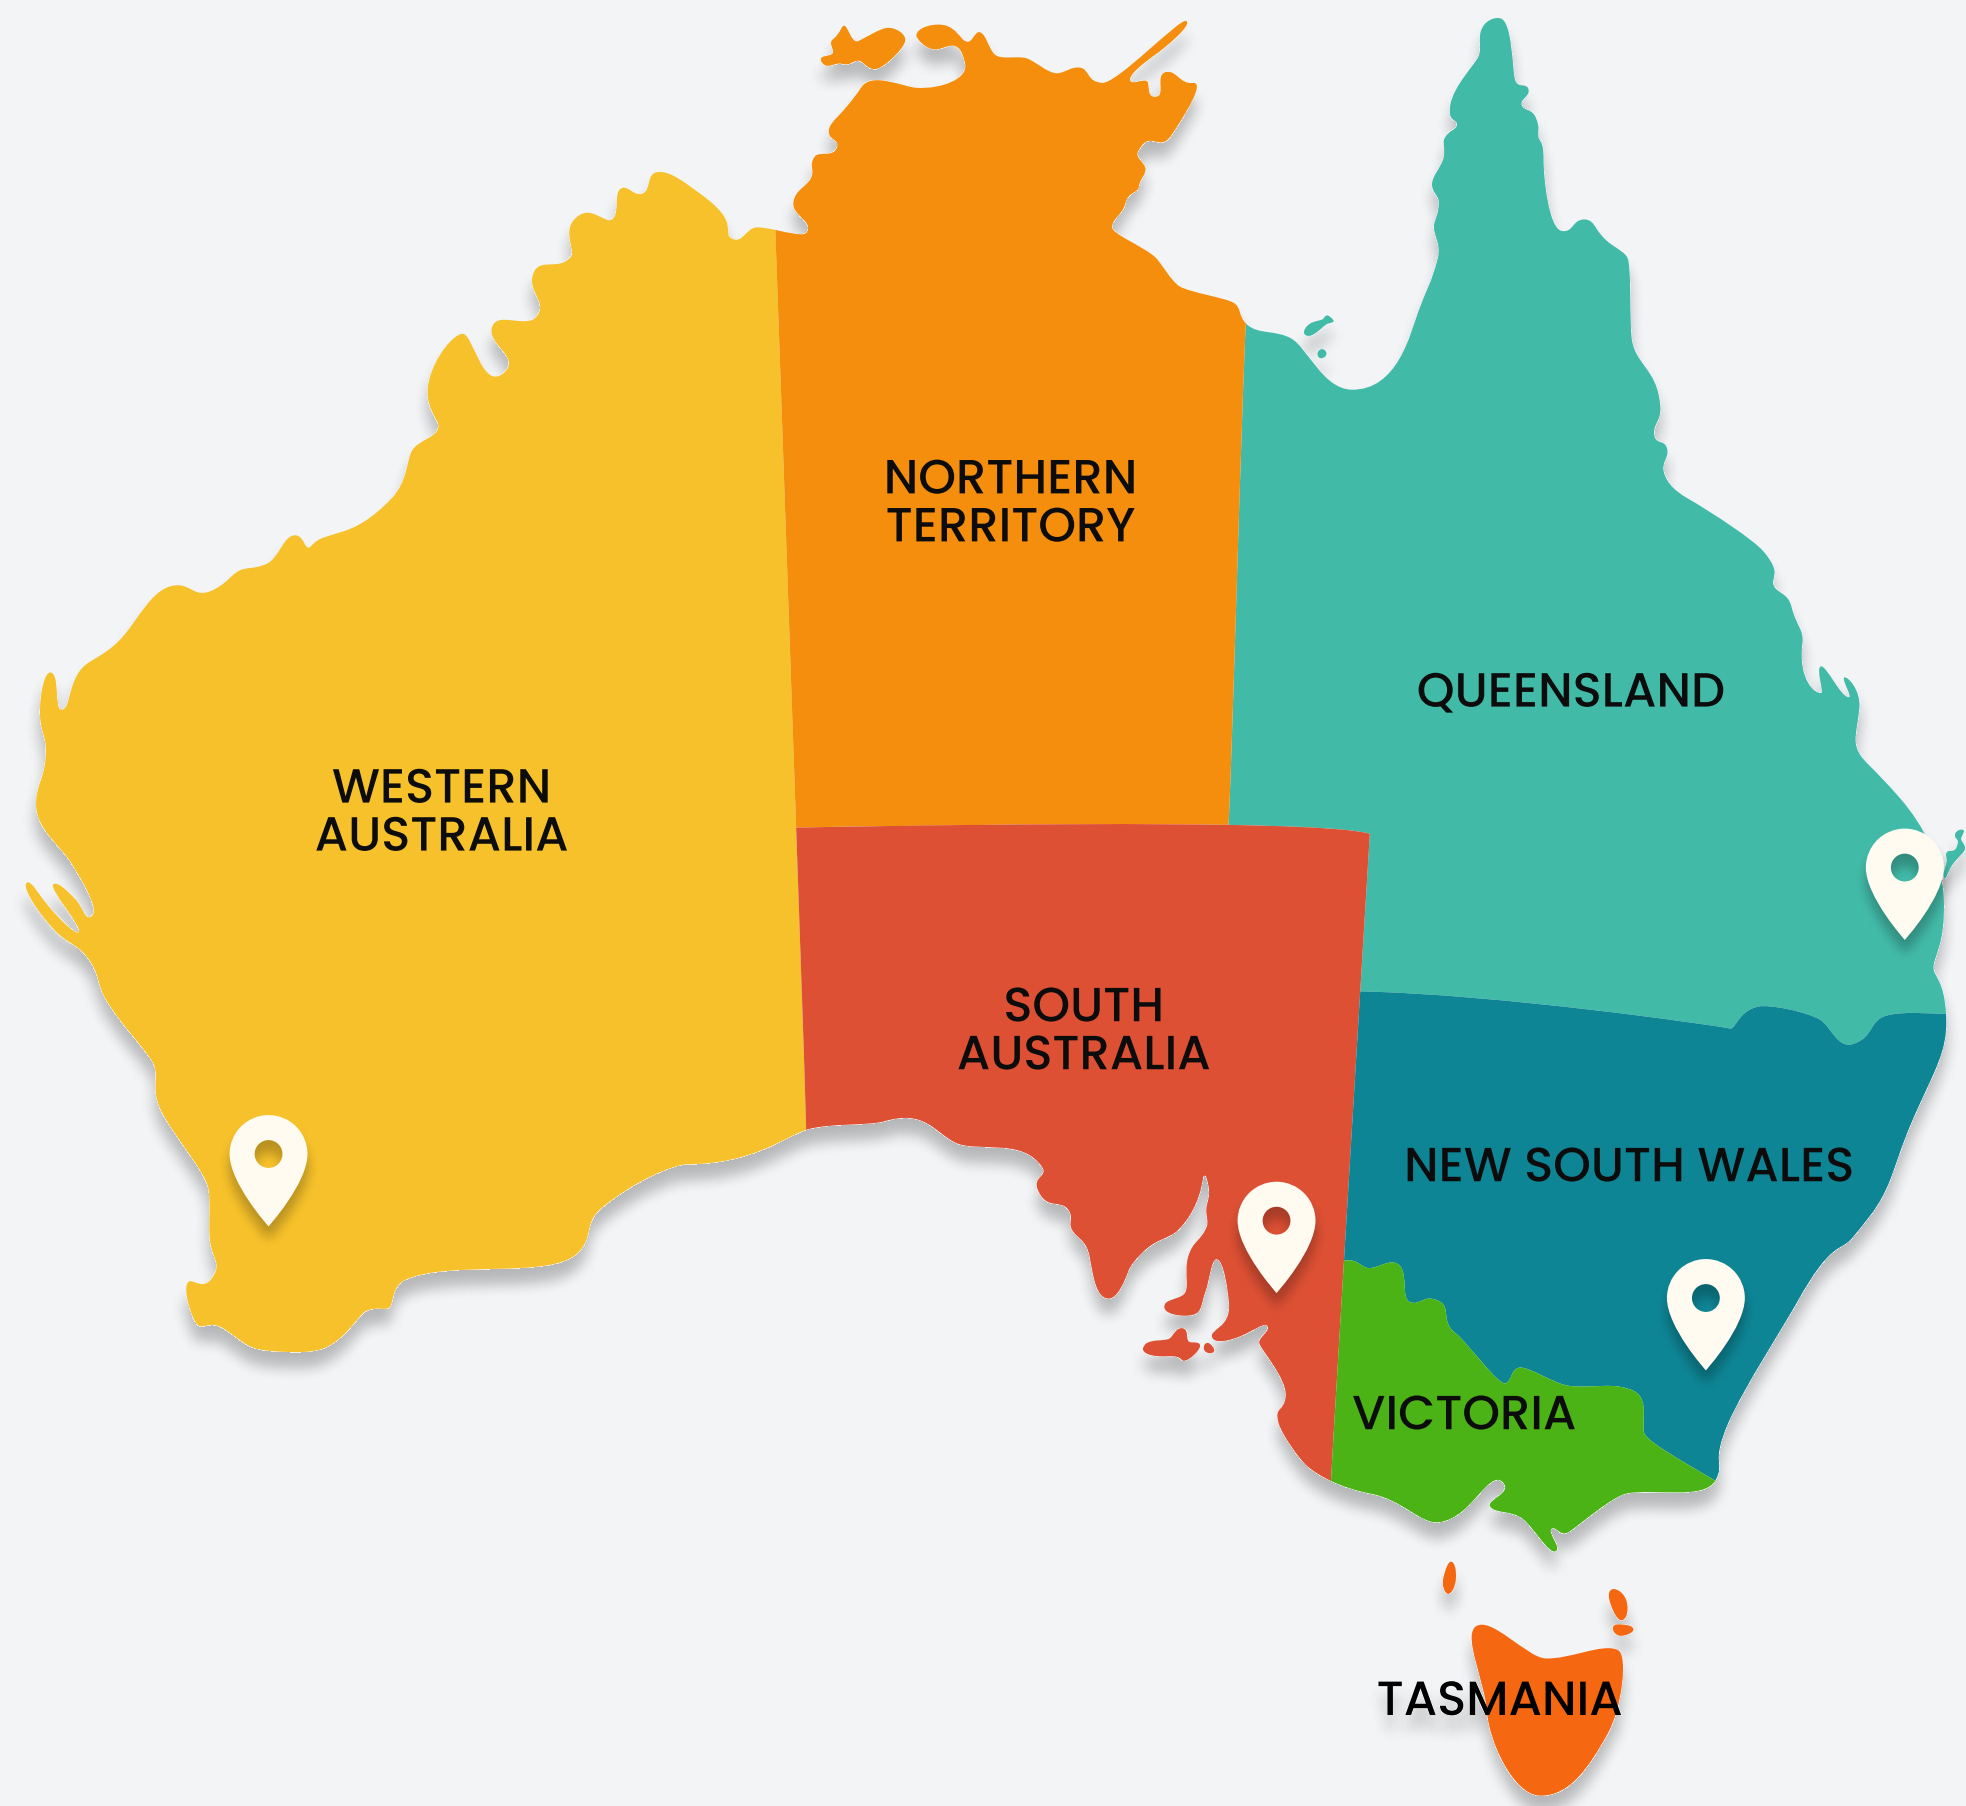 NORTHERN
TERRITORY
QUEENSLAND
WESTERN
AUSTRALIA
SOUTH
AUSTRALIA
NEW SOUTH WALES
VICTORIA
TASMANIA